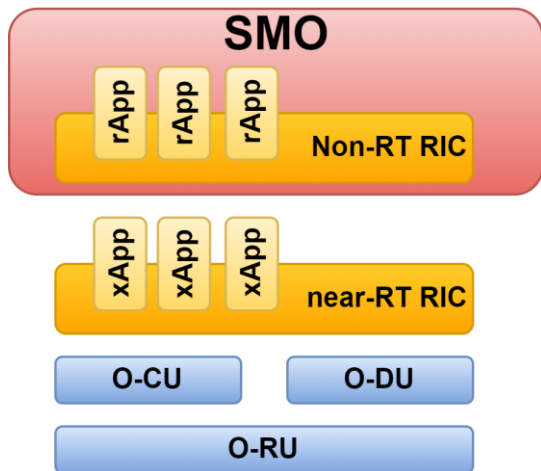 SMO
rApp rApp rApp
Non-RT RIC
xApp xApp xApp
near-RT RIC
O-CU O-DU
O-RU